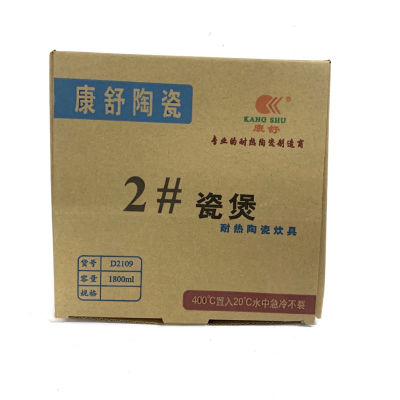 康舒陶瓷
KANG SHU
康舒
专业的耐热陶瓷制造商
2# 瓷煲
耐热陶瓷炊具
货号 D2109
容量 1800ml
规格
400℃置入20℃水中急冷不裂